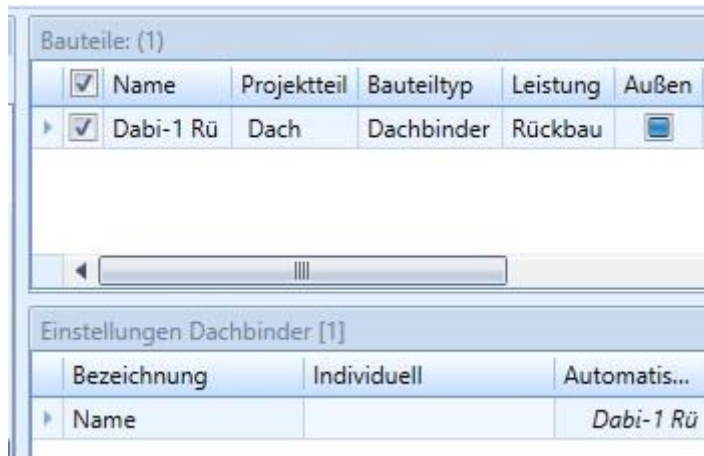 Bauteile: (1)
Name Projektteil Bauteiltyp Leistung Außen
Dabi-1 Rü Dach Dachbinder Rückbau
Einstellungen Dachbinder [1]
Bezeichnung Individuell Automatis...
Name Dabi-1 Rü